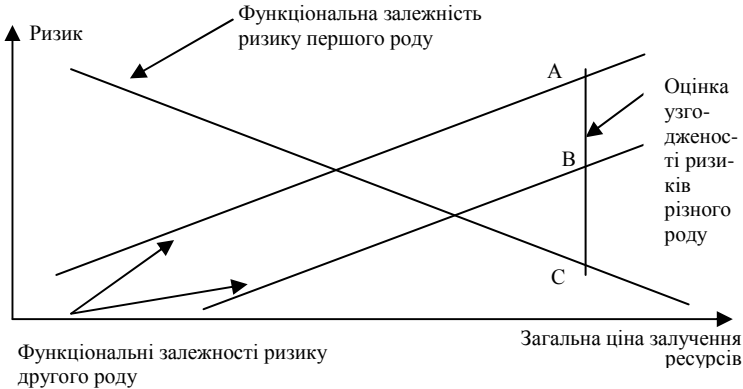 Функціональна залежність
ризику першого роду
Ризик
A
Оцінка
узго-
дженос-
ті ризи-
ків
різного
роду
B
C
Загальна ціна залучення
ресурсів
Функціональні залежності ризику
другого роду